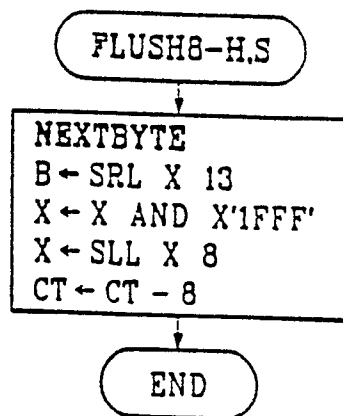 FLUSH8-H.S
NEXTBYTE
B ← SRL X 13
X ← X AND X'1FFF'
X ← SLL X 8
CT ← CT - 8
END